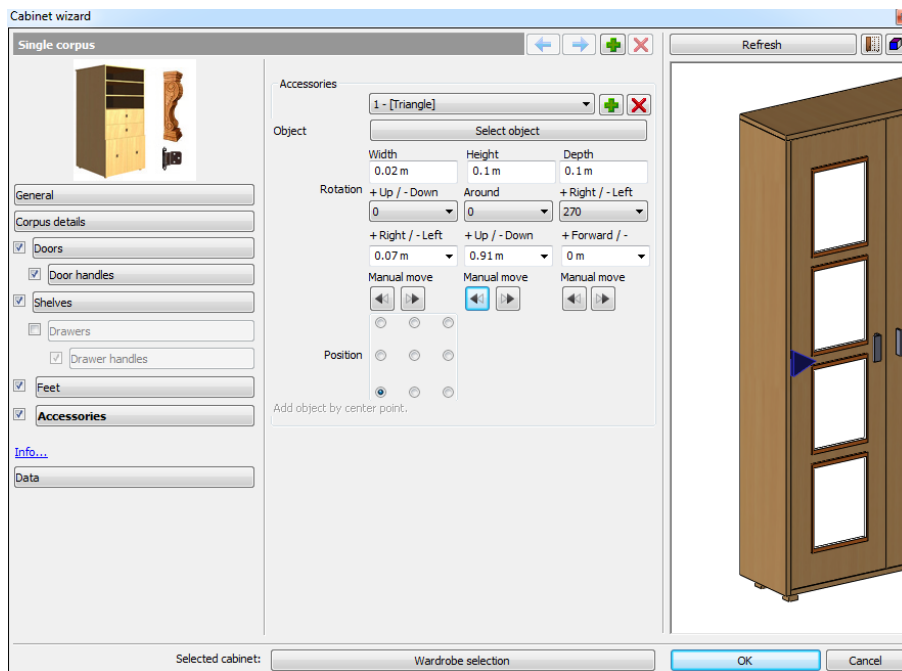 Cabinet wizard
Single corpus
Refresh
Accessories
1 - [Triangle]
Object Select object
Width Height Depth
0.02 m 0.1 m 0.1 m
Rotation + Up / - Down Around + Right / - Left
0 0 270
+ Right / - Left + Up / - Down + Forward / -
0.07 m 0.91 m 0 m
Manual move Manual move Manual move
Position
Add object by center point.
General
Corpus details
Doors
Door handles
Shelves
Drawers
Drawer handles
Feet
Accessories
Info...
Data
Selected cabinet: Wardrobe selection OK Cancel